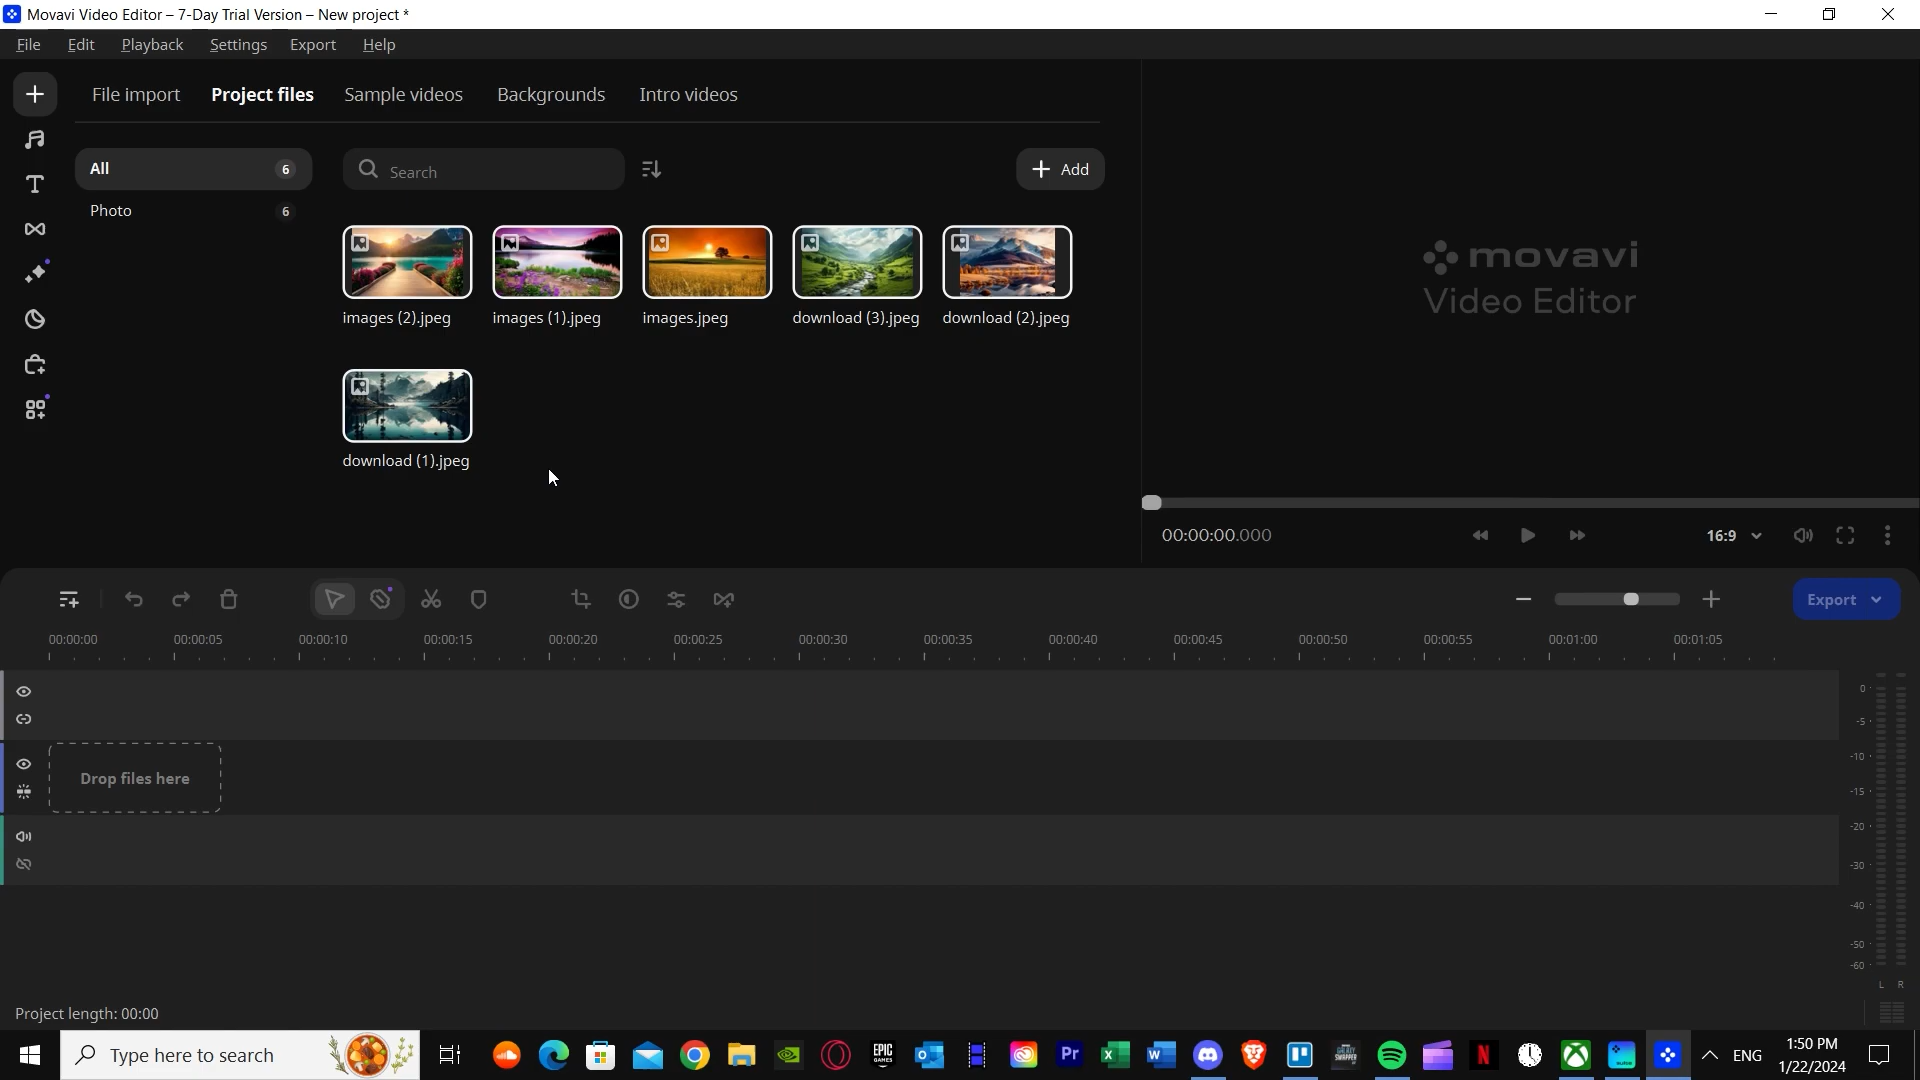 Movavi Video Editor – 7-Day Trial Version – New project *
File Edit Playback Settings Export Help
File import Project files Sample videos Backgrounds Intro videos
All 6
Search
Add
Photo 6
images (2).jpeg images (1).jpeg images.jpeg download (3).jpeg download (2).jpeg
download (1).jpeg
movavi
Video Editor
00:00:00.000
16:9
Export
00:00:00 00:00:05 00:00:10 00:00:15 00:00:20 00:00:25 00:00:30 00:00:35 00:00:40 00:00:45 00:00:50 00:00:55 00:01:00 00:01:05
Drop files here
0
-5
-10
-15
-20
-30
-40
-50
-60
L R
Project length: 00:00
Type here to search
EPIC GAMES
Pr
N
ENG
1:50 PM
1/22/2024